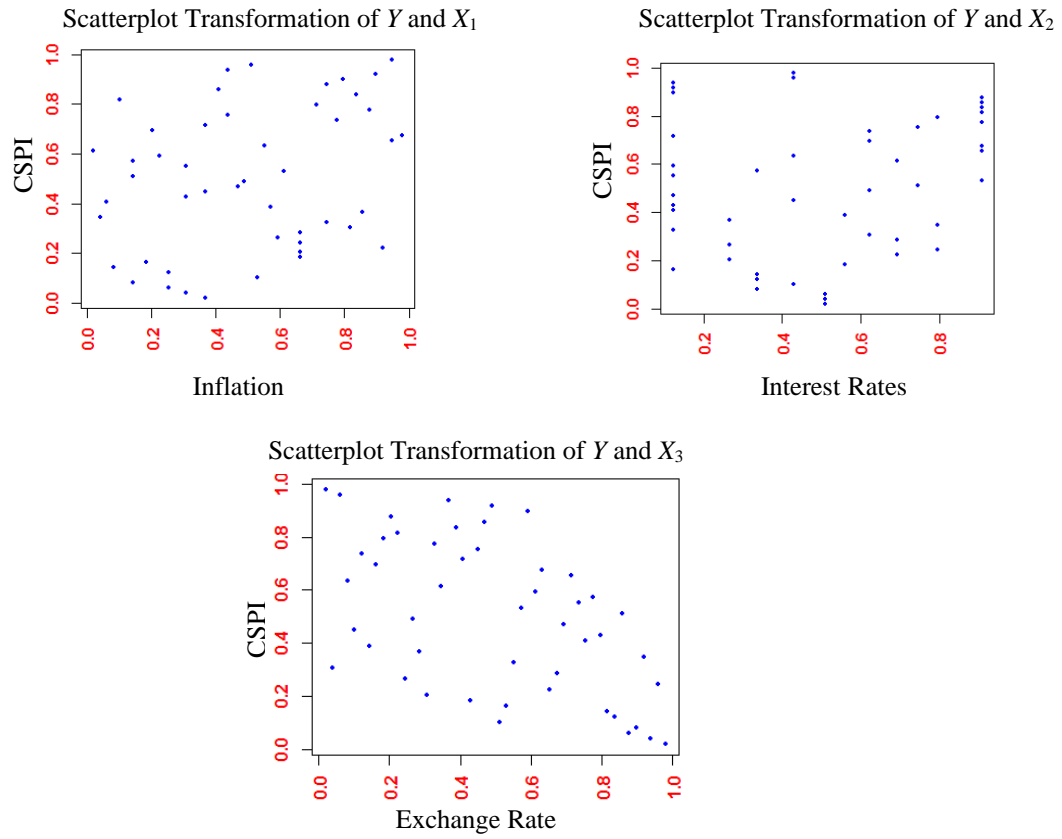 Scatterplot Transformation of Y and X1
CSPI
0.0 0.2 0.4 0.6 0.8 1.0
0.0 0.2 0.4 0.6 0.8 1.0
Inflation
Scatterplot Transformation of Y and X2
CSPI
0.0 0.2 0.4 0.6 0.8 1.0
0.2 0.4 0.6 0.8
Interest Rates
Scatterplot Transformation of Y and X3
CSPI
0.0 0.2 0.4 0.6 0.8 1.0
0.0 0.2 0.4 0.6 0.8 1.0
Exchange Rate